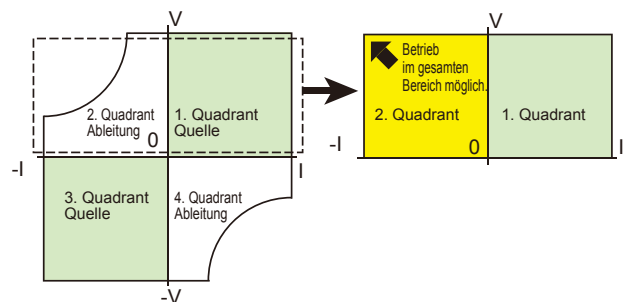 V
2. Quadrant
Ableitung
1. Quadrant
Quelle
0
-I
I
3. Quadrant
Quelle
4. Quadrant
Ableitung
-V
V
Betrieb
im gesamten
Bereich möglich.
2. Quadrant
1. Quadrant
-I
0
I